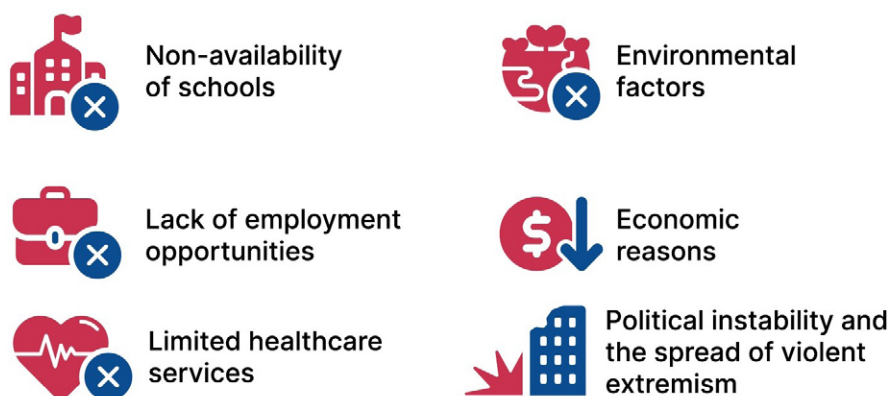 Non-availability
of schools
Environmental
factors
Lack of employment
opportunities
Economic
reasons
Limited healthcare
services
Political instability and
the spread of violent
extremism